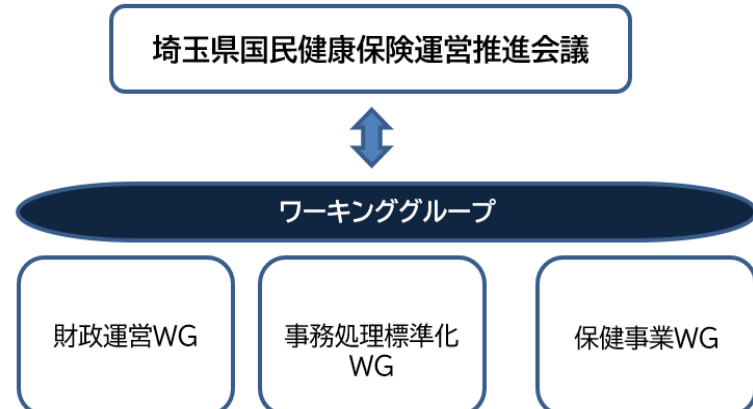 埼玉県国民健康保険運営推進会議
ワーキンググループ
財政運営WG
事務処理標準化
WG
保健事業WG